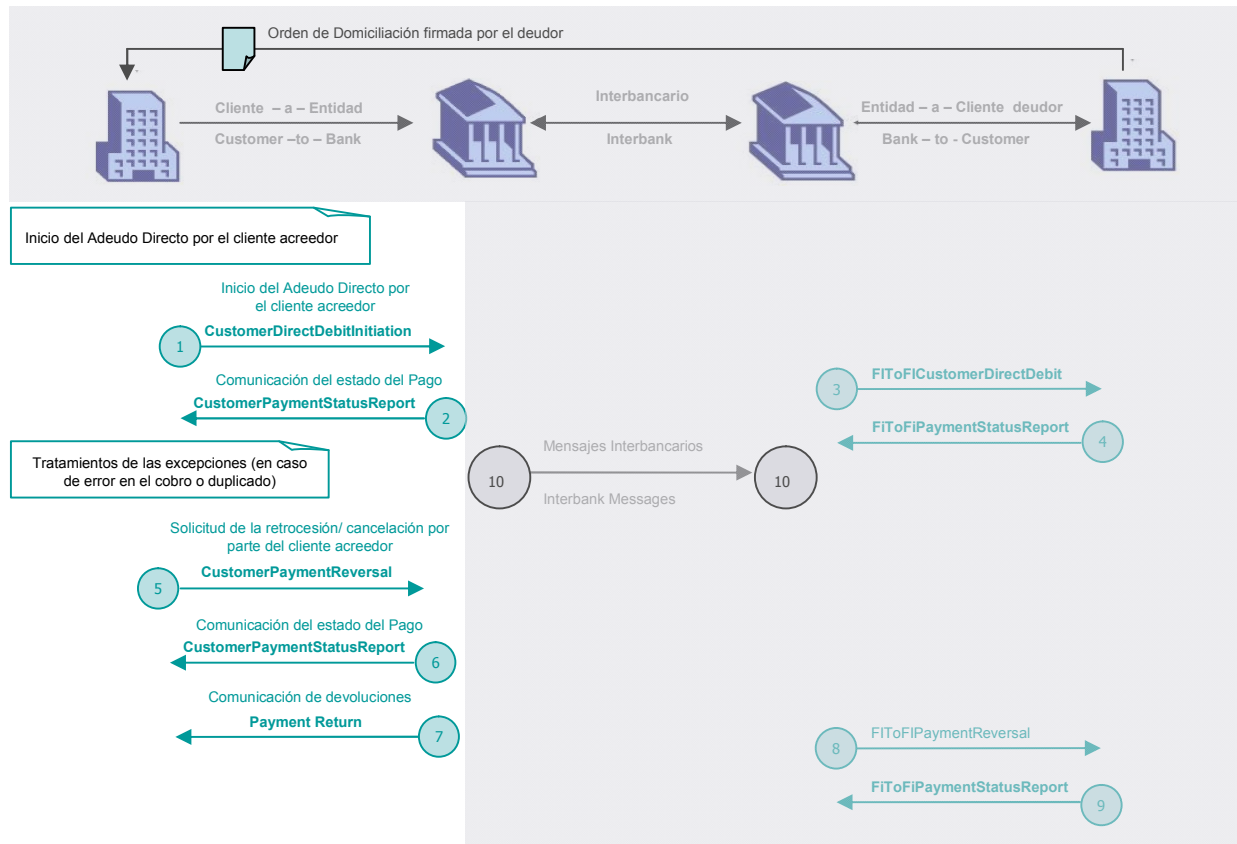 Orden de Domiciliación firmada por el deudor
Cliente – a – Entidad
Customer –to – Bank
Interbancario
Interbank
Entidad – a – Cliente deudor
Bank – to - Customer
Inicio del Adeudo Directo por el cliente acreedor
Inicio del Adeudo Directo por
el cliente acreedor
CustomerDirectDebitInitiation
1
Comunicación del estado del Pago
CustomerPaymentStatusReport
2
FIToFICustomerDirectDebit
3
FiToFiPaymentStatusReport
4
Tratamientos de las excepciones (en caso
de error en el cobro o duplicado)
Mensajes Interbancarios
10
10
Interbank Messages
Solicitud de la retrocesión/ cancelación por
parte del cliente acreedor
CustomerPaymentReversal
5
Comunicación del estado del Pago
CustomerPaymentStatusReport
6
Comunicación de devoluciones
Payment Return
7
FIToFIPaymentReversal
8
FiToFiPaymentStatusReport
9